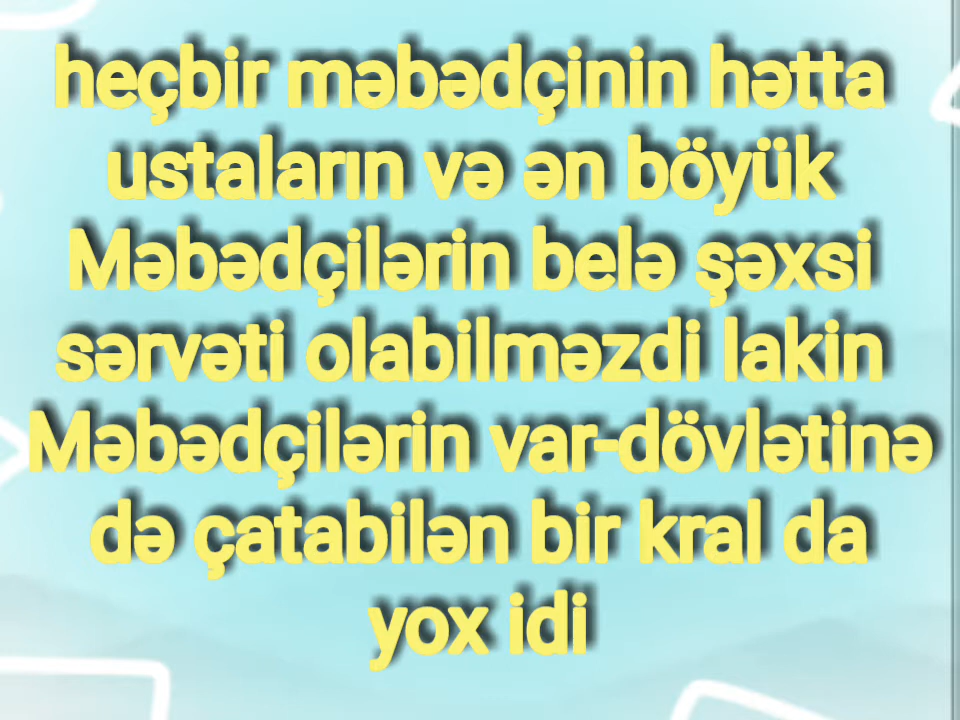 heçbir məbədçinin hətta
ustaların və ən böyük
Məbədçilərin belə şəxsi
sərvəti olabilməzdi lakin
Məbədçilərin var-dövlətinə
də çatabilən bir kral da
yox idi